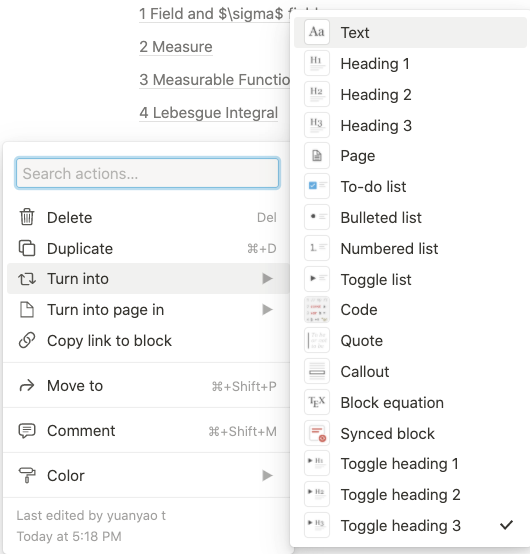 1 Field and $\sigma$ field
2 Measure
3 Measurable Functio
4 Lebesgue Integral
Search actions...
Delete Del
Duplicate ⌘+D
Turn into ▶
Turn into page in ▶
Copy link to block
Move to ⌘+Shift+P
Comment ⌘+Shift+M
Color ▶
Last edited by yuanyao t
Today at 5:18 PM
Aa Text
H1 Heading 1
H2 Heading 2
H3 Heading 3
Page
To-do list
Bulleted list
1. Numbered list
Toggle list
Code
Quote
Callout
TEX Block equation
Synced block
H1 Toggle heading 1
H2 Toggle heading 2
H3 Toggle heading 3 ✓